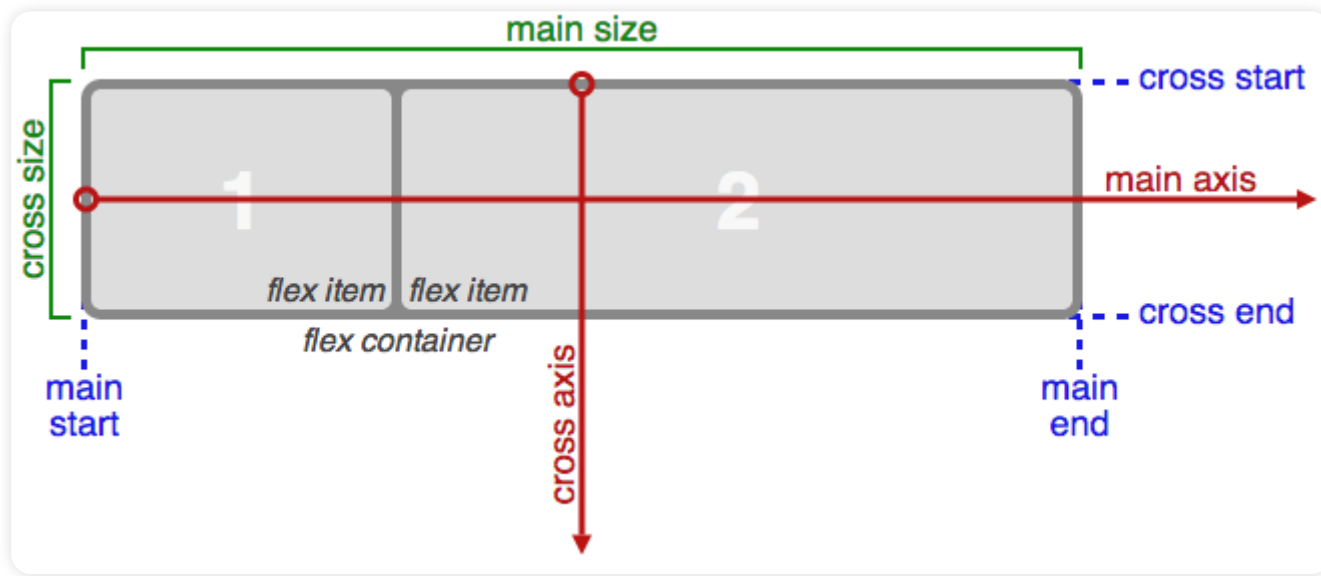 main size
cross start
cross size
main axis
1
2
flex item
flex item
cross end
flex container
cross axis
main
start
main
end